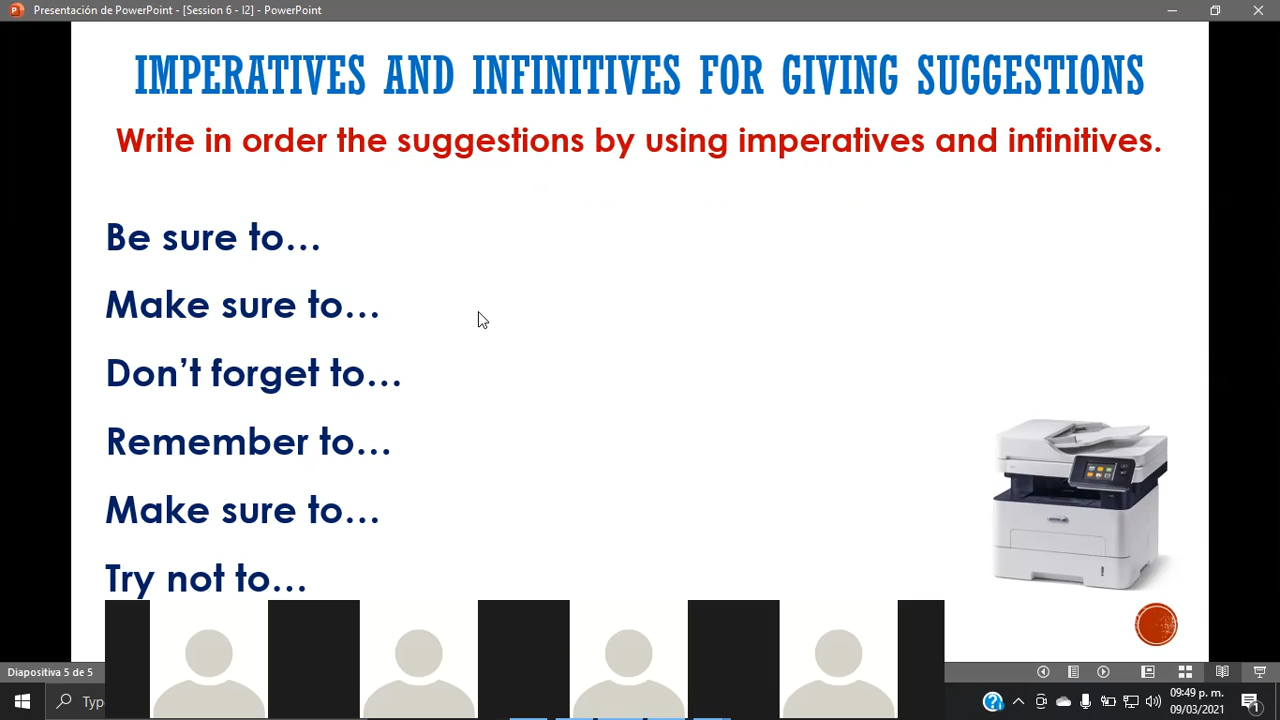 Presentación de PowerPoint - [Session 6 - I2] - PowerPoint
IMPERATIVES AND INFINITIVES FOR GIVING SUGGESTIONS
Write in order the suggestions by using imperatives and infinitives.
Be sure to…
Make sure to…
Don’t forget to…
Remember to…
Make sure to…
Try not to…
Diapositiva 5 de 5
Type
09:49 p. m.
09/03/2021
1